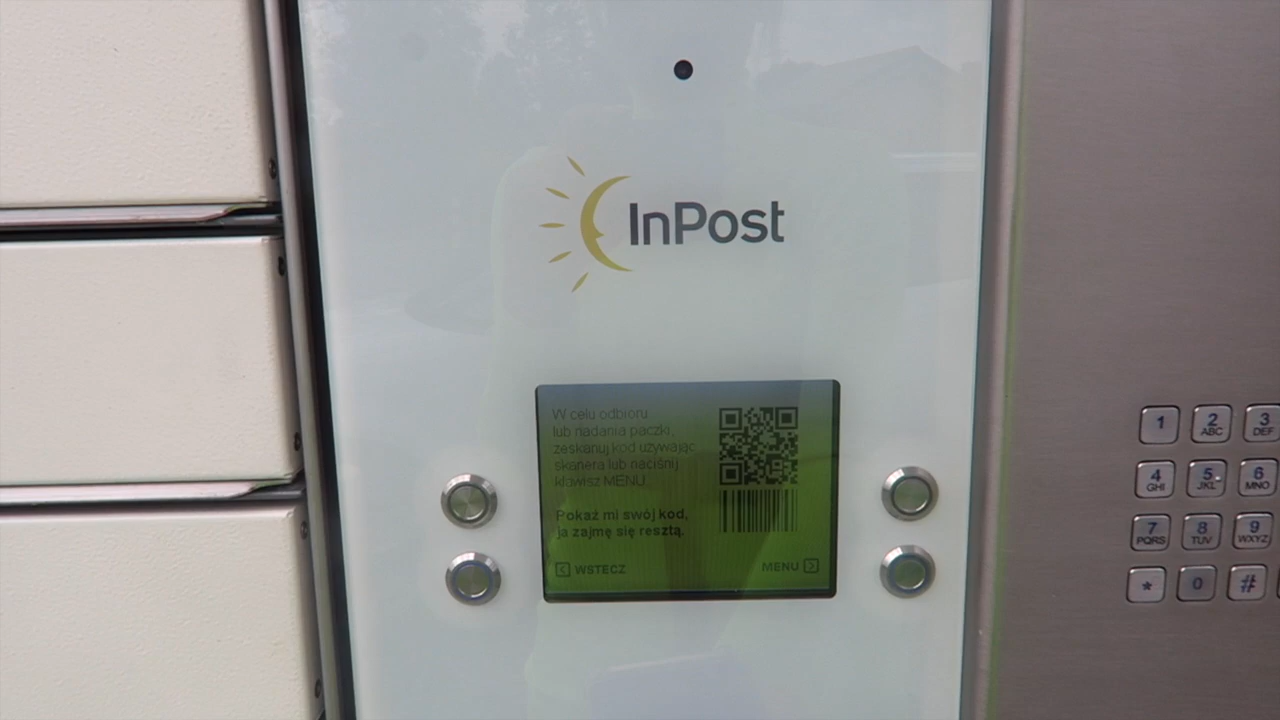 InPost
W celu odbioru
lub nadania paczki,
zeskanuj kod używając
skanera lub naciśnij
klawisz MENU.
Pokaż mi swój kod,
ja zajmę się resztą.
WSTECZ
MENU
1
2
ABC
3
DEF
4
GHI
5
JKL
6
MNO
7
PQRS
8
TUV
9
WXYZ
*
0
#